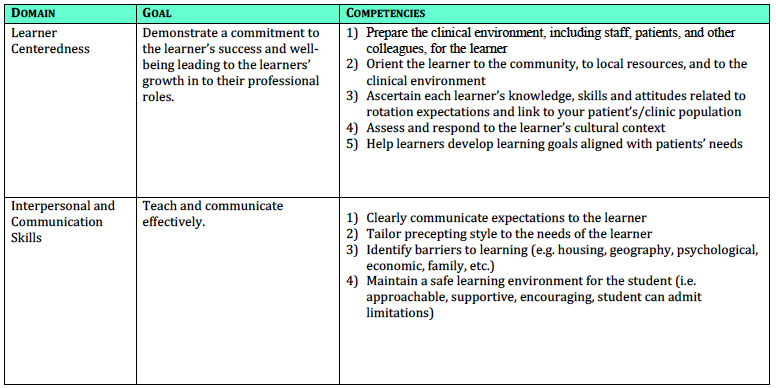 DOMAIN GOAL COMPETENCIES
Learner
Centeredness
Demonstrate a commitment to
the learner's success and well-
being leading to the learners'
growth in to their professional
roles.
1) Prepare the clinical environment, including staff, patients, and other
colleagues, for the learner
2) Orient the learner to the community, to local resources, and to the
clinical environment
3) Ascertain each learner's knowledge, skills and attitudes related to
rotation expectations and link to your patient's/clinic population
4) Assess and respond to the learner's cultural context
5) Help learners develop learning goals aligned with patients' needs
Interpersonal and
Communication
Skills
Teach and communicate
effectively.
1) Clearly communicate expectations to the learner
2) Tailor precepting style to the needs of the learner
3) Identify barriers to learning (e.g. housing, geography, psychological,
economic, family, etc.)
4) Maintain a safe learning environment for the student (i.e.
approachable, supportive, encouraging, student can admit
limitations)